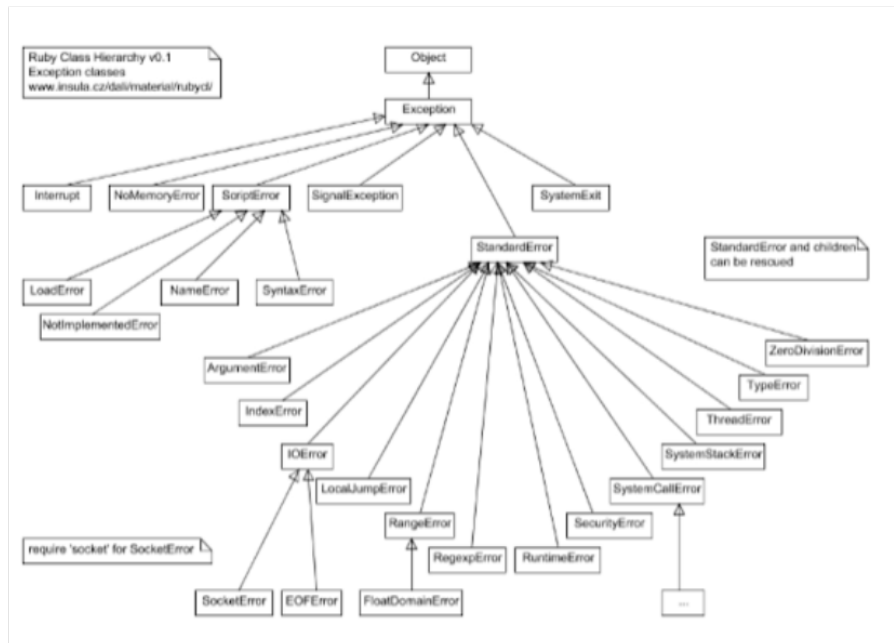 Ruby Class Hierarchy v0.1
Exception classes
www.insula.cz/dali/material/rubycl/
Object
Exception
Interrupt
NoMemoryError
ScriptError
SignalException
SystemExit
StandardError
StandardError and children
can be rescued
LoadError
NameError
SyntaxError
NotImplementedError
ZeroDivisionError
ArgumentError
TypeError
IndexError
ThreadError
IOError
SystemStackError
LocalJumpError
SystemCallError
RangeError
SecurityError
require 'socket' for SocketError
RegexpError
RuntimeError
SocketError
EOFError
FloatDomainError
...